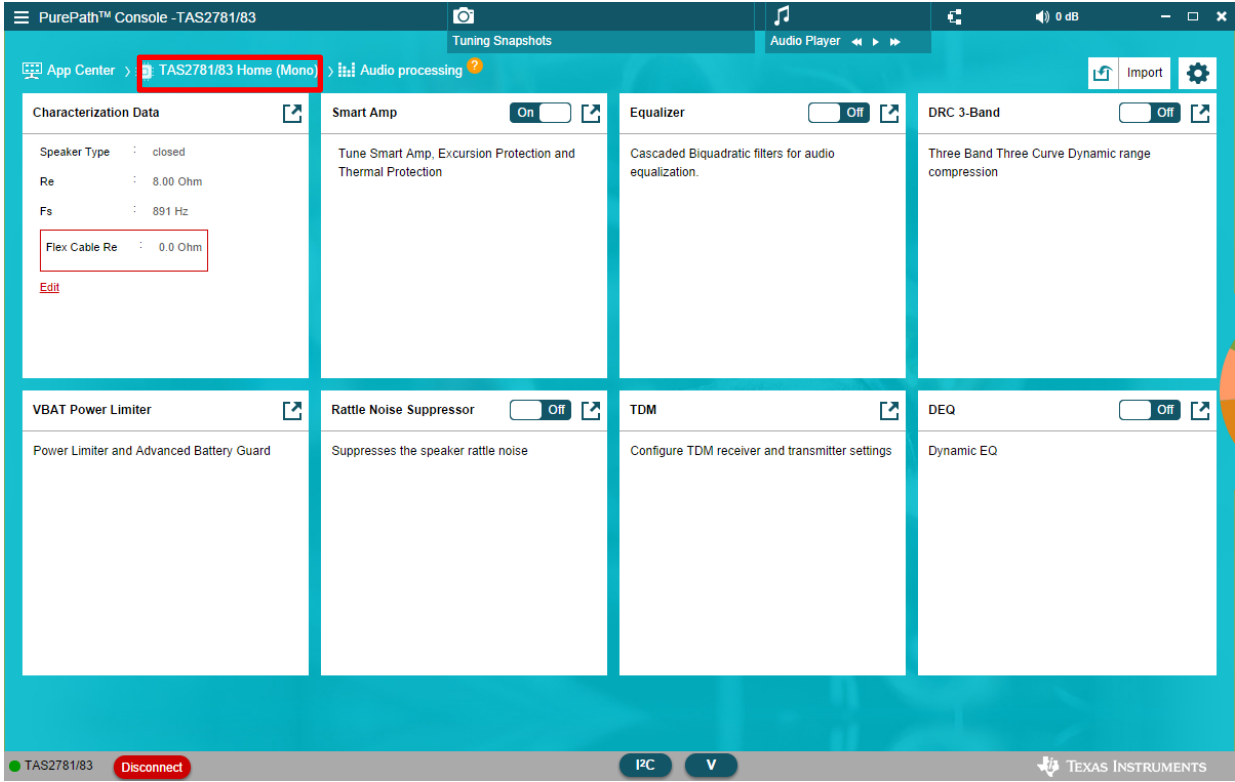 PurePath™ Console -TAS2781/83
0 dB
Tuning Snapshots
Audio Player
App Center
TAS2781/83 Home (Mono)
Audio processing
?
Import
Characterization Data
Speaker Type : closed
Re : 8.00 Ohm
Fs : 891 Hz
Flex Cable Re : 0.0 Ohm
Edit
Smart Amp On
Tune Smart Amp, Excursion Protection and
Thermal Protection
Equalizer Off
Cascaded Biquadratic filters for audio
equalization.
DRC 3-Band Off
Three Band Three Curve Dynamic range
compression
VBAT Power Limiter
Power Limiter and Advanced Battery Guard
Rattle Noise Suppressor Off
Suppresses the speaker rattle noise
TDM
Configure TDM receiver and transmitter settings
DEQ Off
Dynamic EQ
TAS2781/83
Disconnect
I²C
V
TEXAS INSTRUMENTS